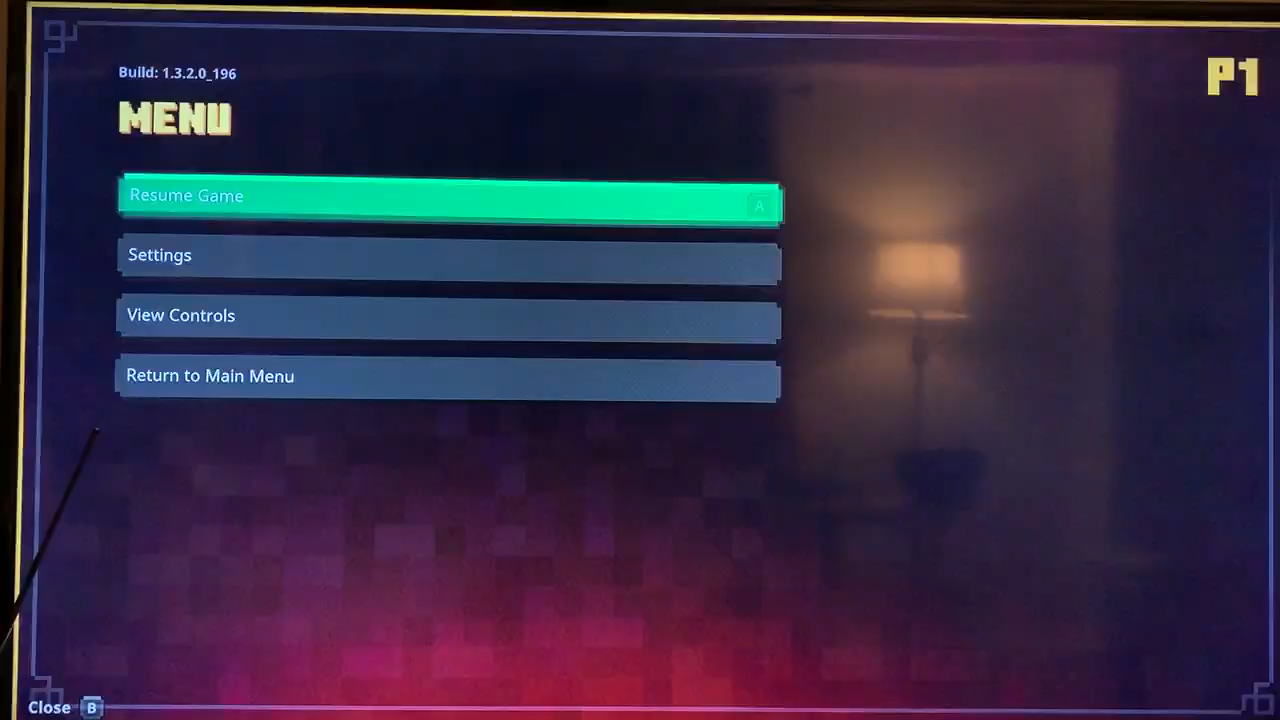 Build: 1.3.2.0_196
P1
MENU
Resume Game A
Settings
View Controls
Return to Main Menu
Close B